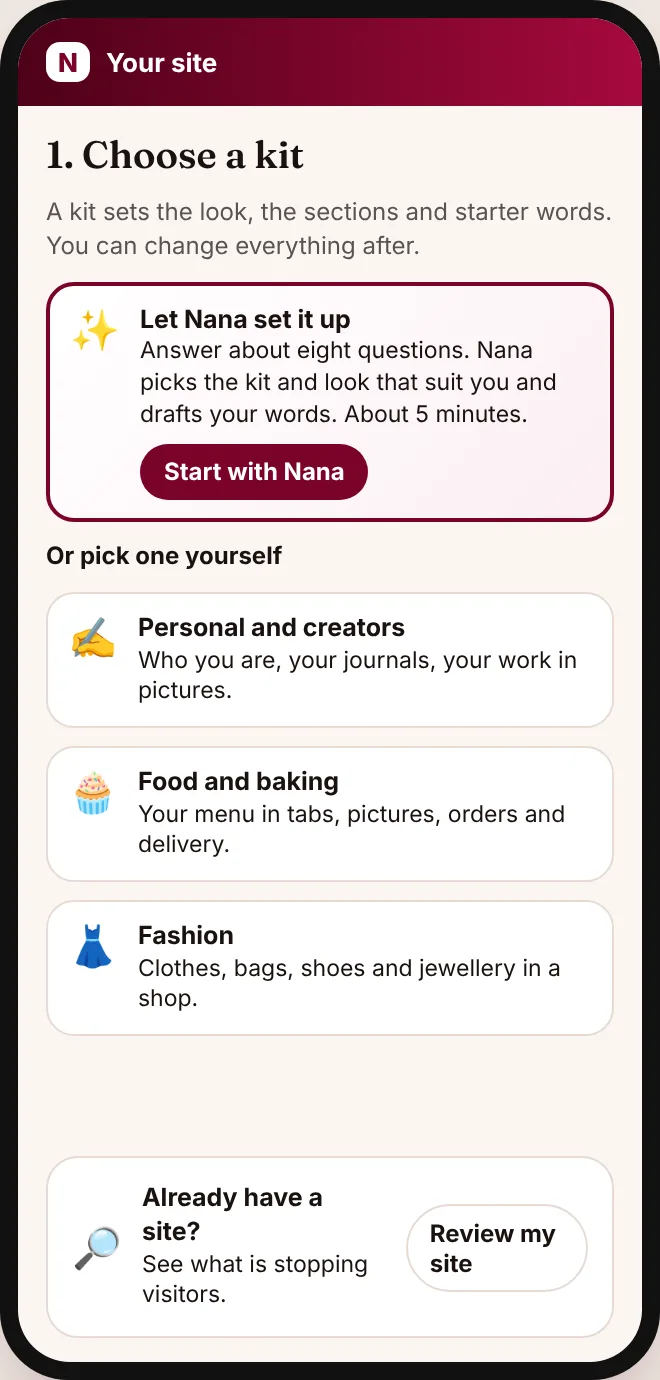 N Your site
1. Choose a kit
A kit sets the look, the sections and starter words.
You can change everything after.
Let Nana set it up
Answer about eight questions. Nana
picks the kit and look that suit you and
drafts your words. About 5 minutes.
Start with Nana
Or pick one yourself
Personal and creators
Who you are, your journals, your work in
pictures.
Food and baking
Your menu in tabs, pictures, orders and
delivery.
Fashion
Clothes, bags, shoes and jewellery in a
shop.
Already have a
site?
See what is stopping
visitors.
Review my
site